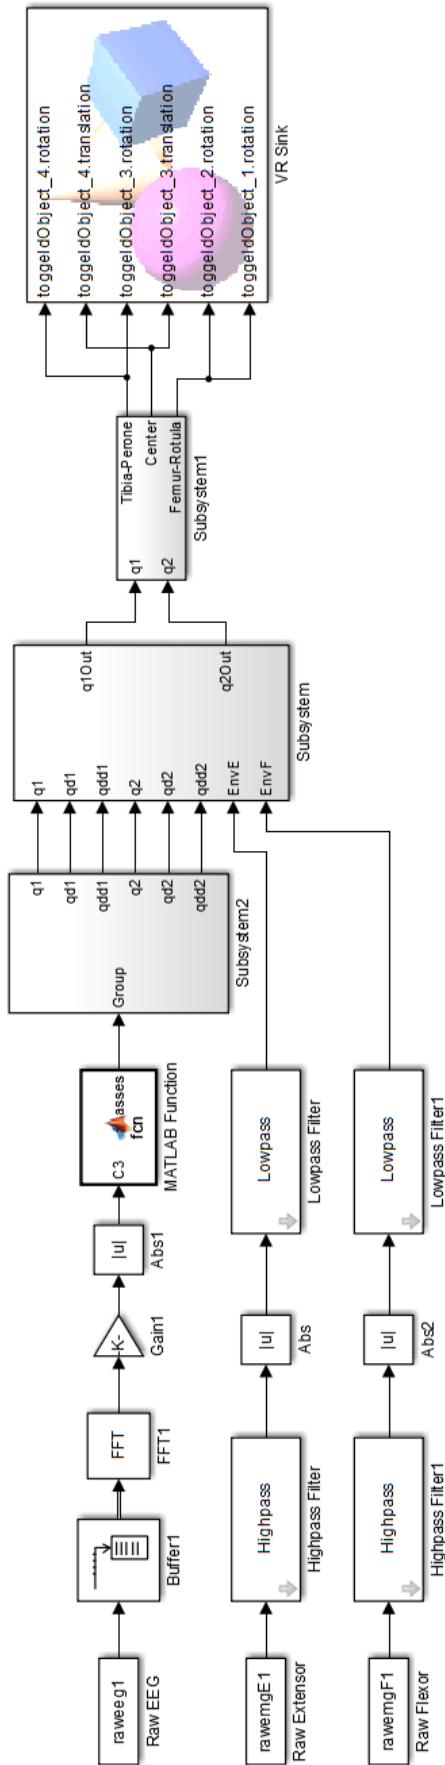 raweeg1
Raw EEG
Buffer1
FFT
FFT1
-K-
Gain1
|u|
Abs1
C3
asses
fcn
MATLAB Function
Group
q1
qd1
qdd1
q2
qd2
qdd2
Subsystem2
rawemgE1
Raw Extensor
Highpass
Highpass Filter
|u|
Abs
Lowpass
Lowpass Filter
rawemgF1
Raw Flexor
Highpass
Highpass Filter1
|u|
Abs2
Lowpass
Lowpass Filter1
q1
qd1
qdd1
q2
qd2
qdd2
EnvE
EnvF
q1Out
q2Out
Subsystem
q1
q2
Tibia-Perone
Center
Femur-Rotula
Subsystem1
toggeldObject_4.rotation
toggeldObject_4.translation
toggeldObject_3.rotation
toggeldObject_3.translation
toggeldObject_2.rotation
toggeldObject_1.rotation
VR Sink